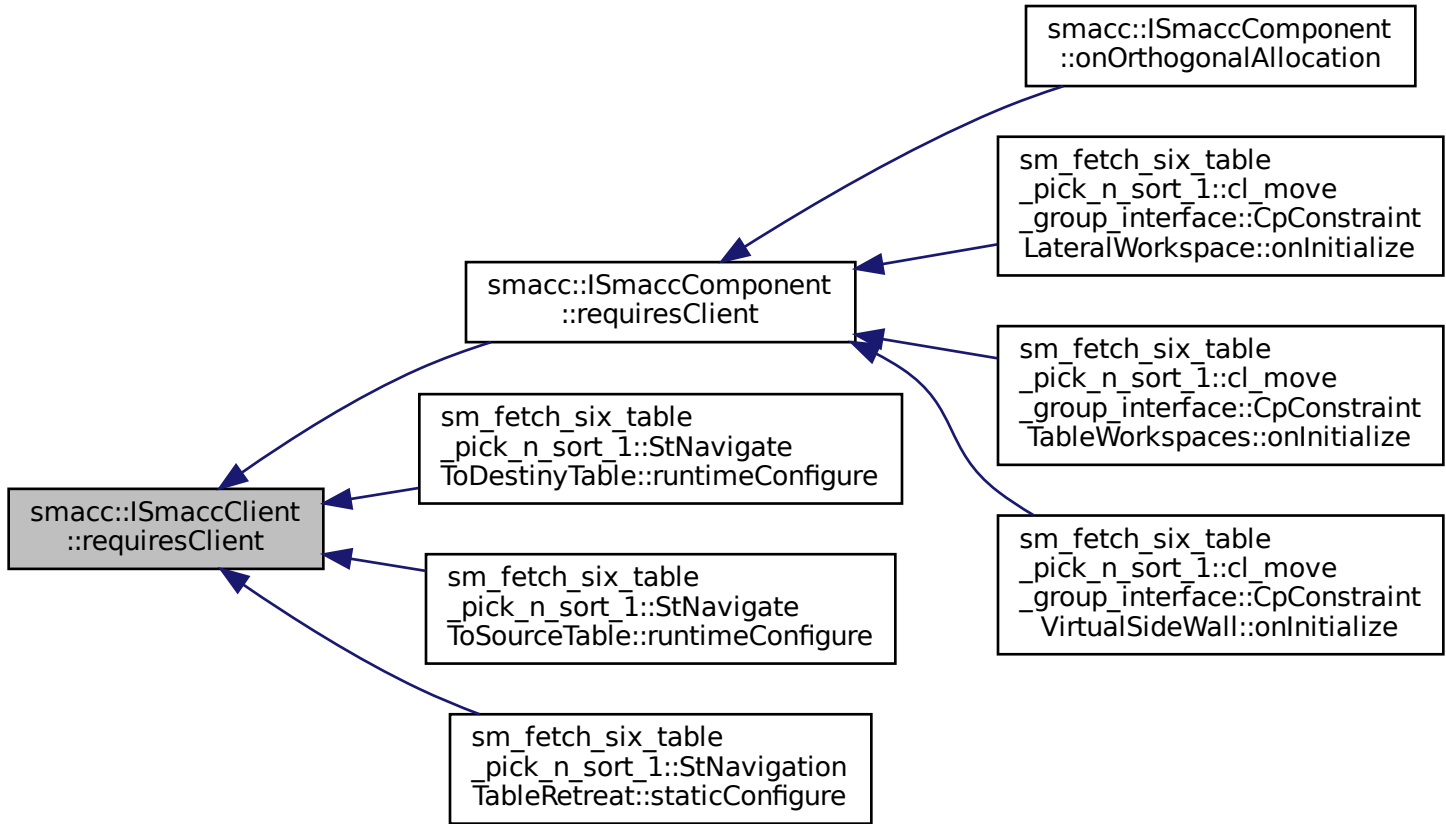 smacc::ISmaccClient
::requiresClient
smacc::ISmaccComponent
::requiresClient
sm_fetch_six_table
_pick_n_sort_1::StNavigate
ToDestinyTable::runtimeConfigure
sm_fetch_six_table
_pick_n_sort_1::StNavigate
ToSourceTable::runtimeConfigure
sm_fetch_six_table
_pick_n_sort_1::StNavigation
TableRetreat::staticConfigure
smacc::ISmaccComponent
::onOrthogonalAllocation
sm_fetch_six_table
_pick_n_sort_1::cl_move
_group_interface::CpConstraint
LateralWorkspace::onInitialize
sm_fetch_six_table
_pick_n_sort_1::cl_move
_group_interface::CpConstraint
TableWorkspaces::onInitialize
sm_fetch_six_table
_pick_n_sort_1::cl_move
_group_interface::CpConstraint
VirtualSideWall::onInitialize